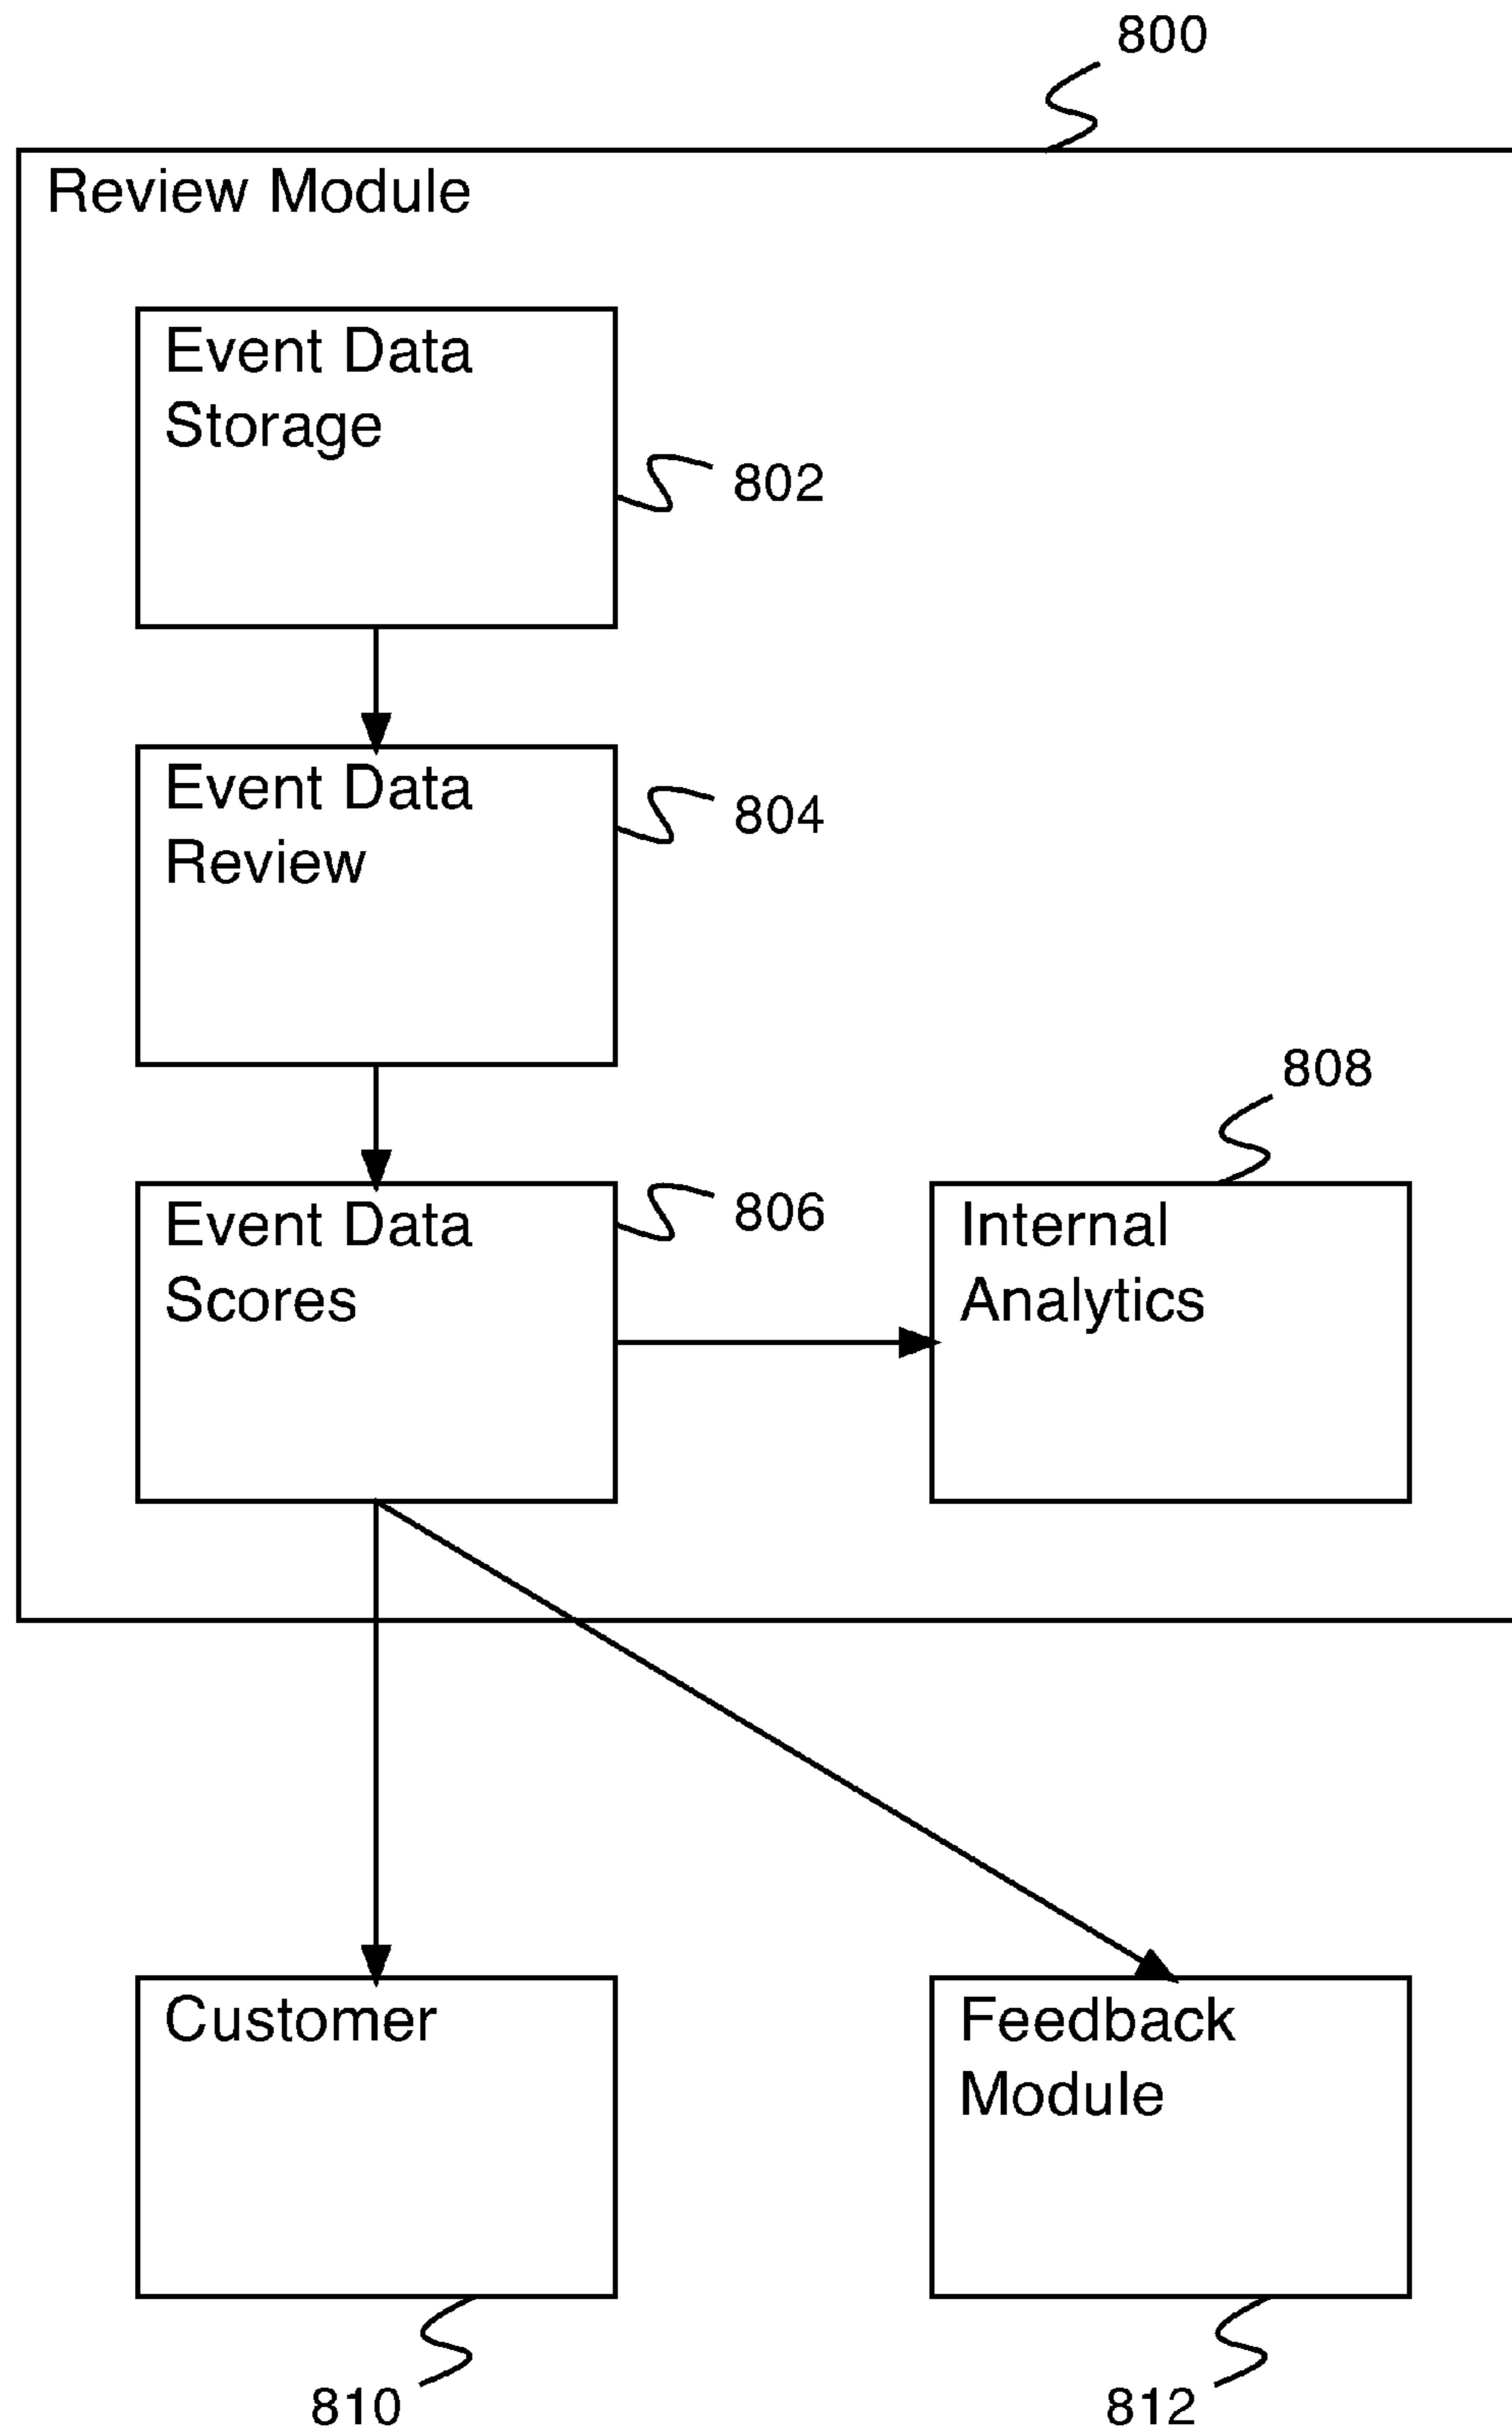 800
Review Module
Event Data
Storage
802
Event Data
Review
804
808
Event Data
Scores
806
Internal
Analytics
Customer
Feedback
Module
810
812